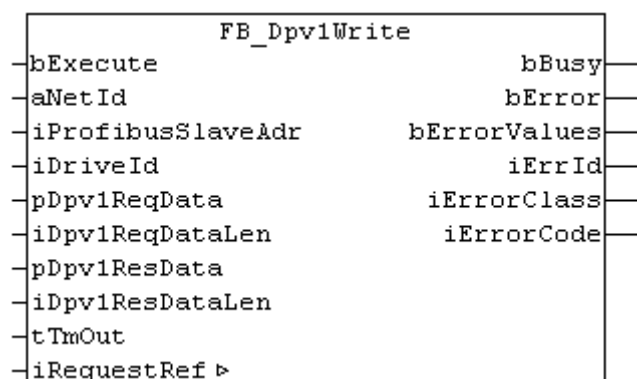 FB_Dpv1Write
bExecute bBusy
aNetId bError
iProfibusSlaveAdr bErrorValues
iDriveId iErrId
pDpv1ReqData iErrorClass
iDpv1ReqDataLen iErrorCode
pDpv1ResData
iDpv1ResDataLen
tTmOut
iRequestRef ▹